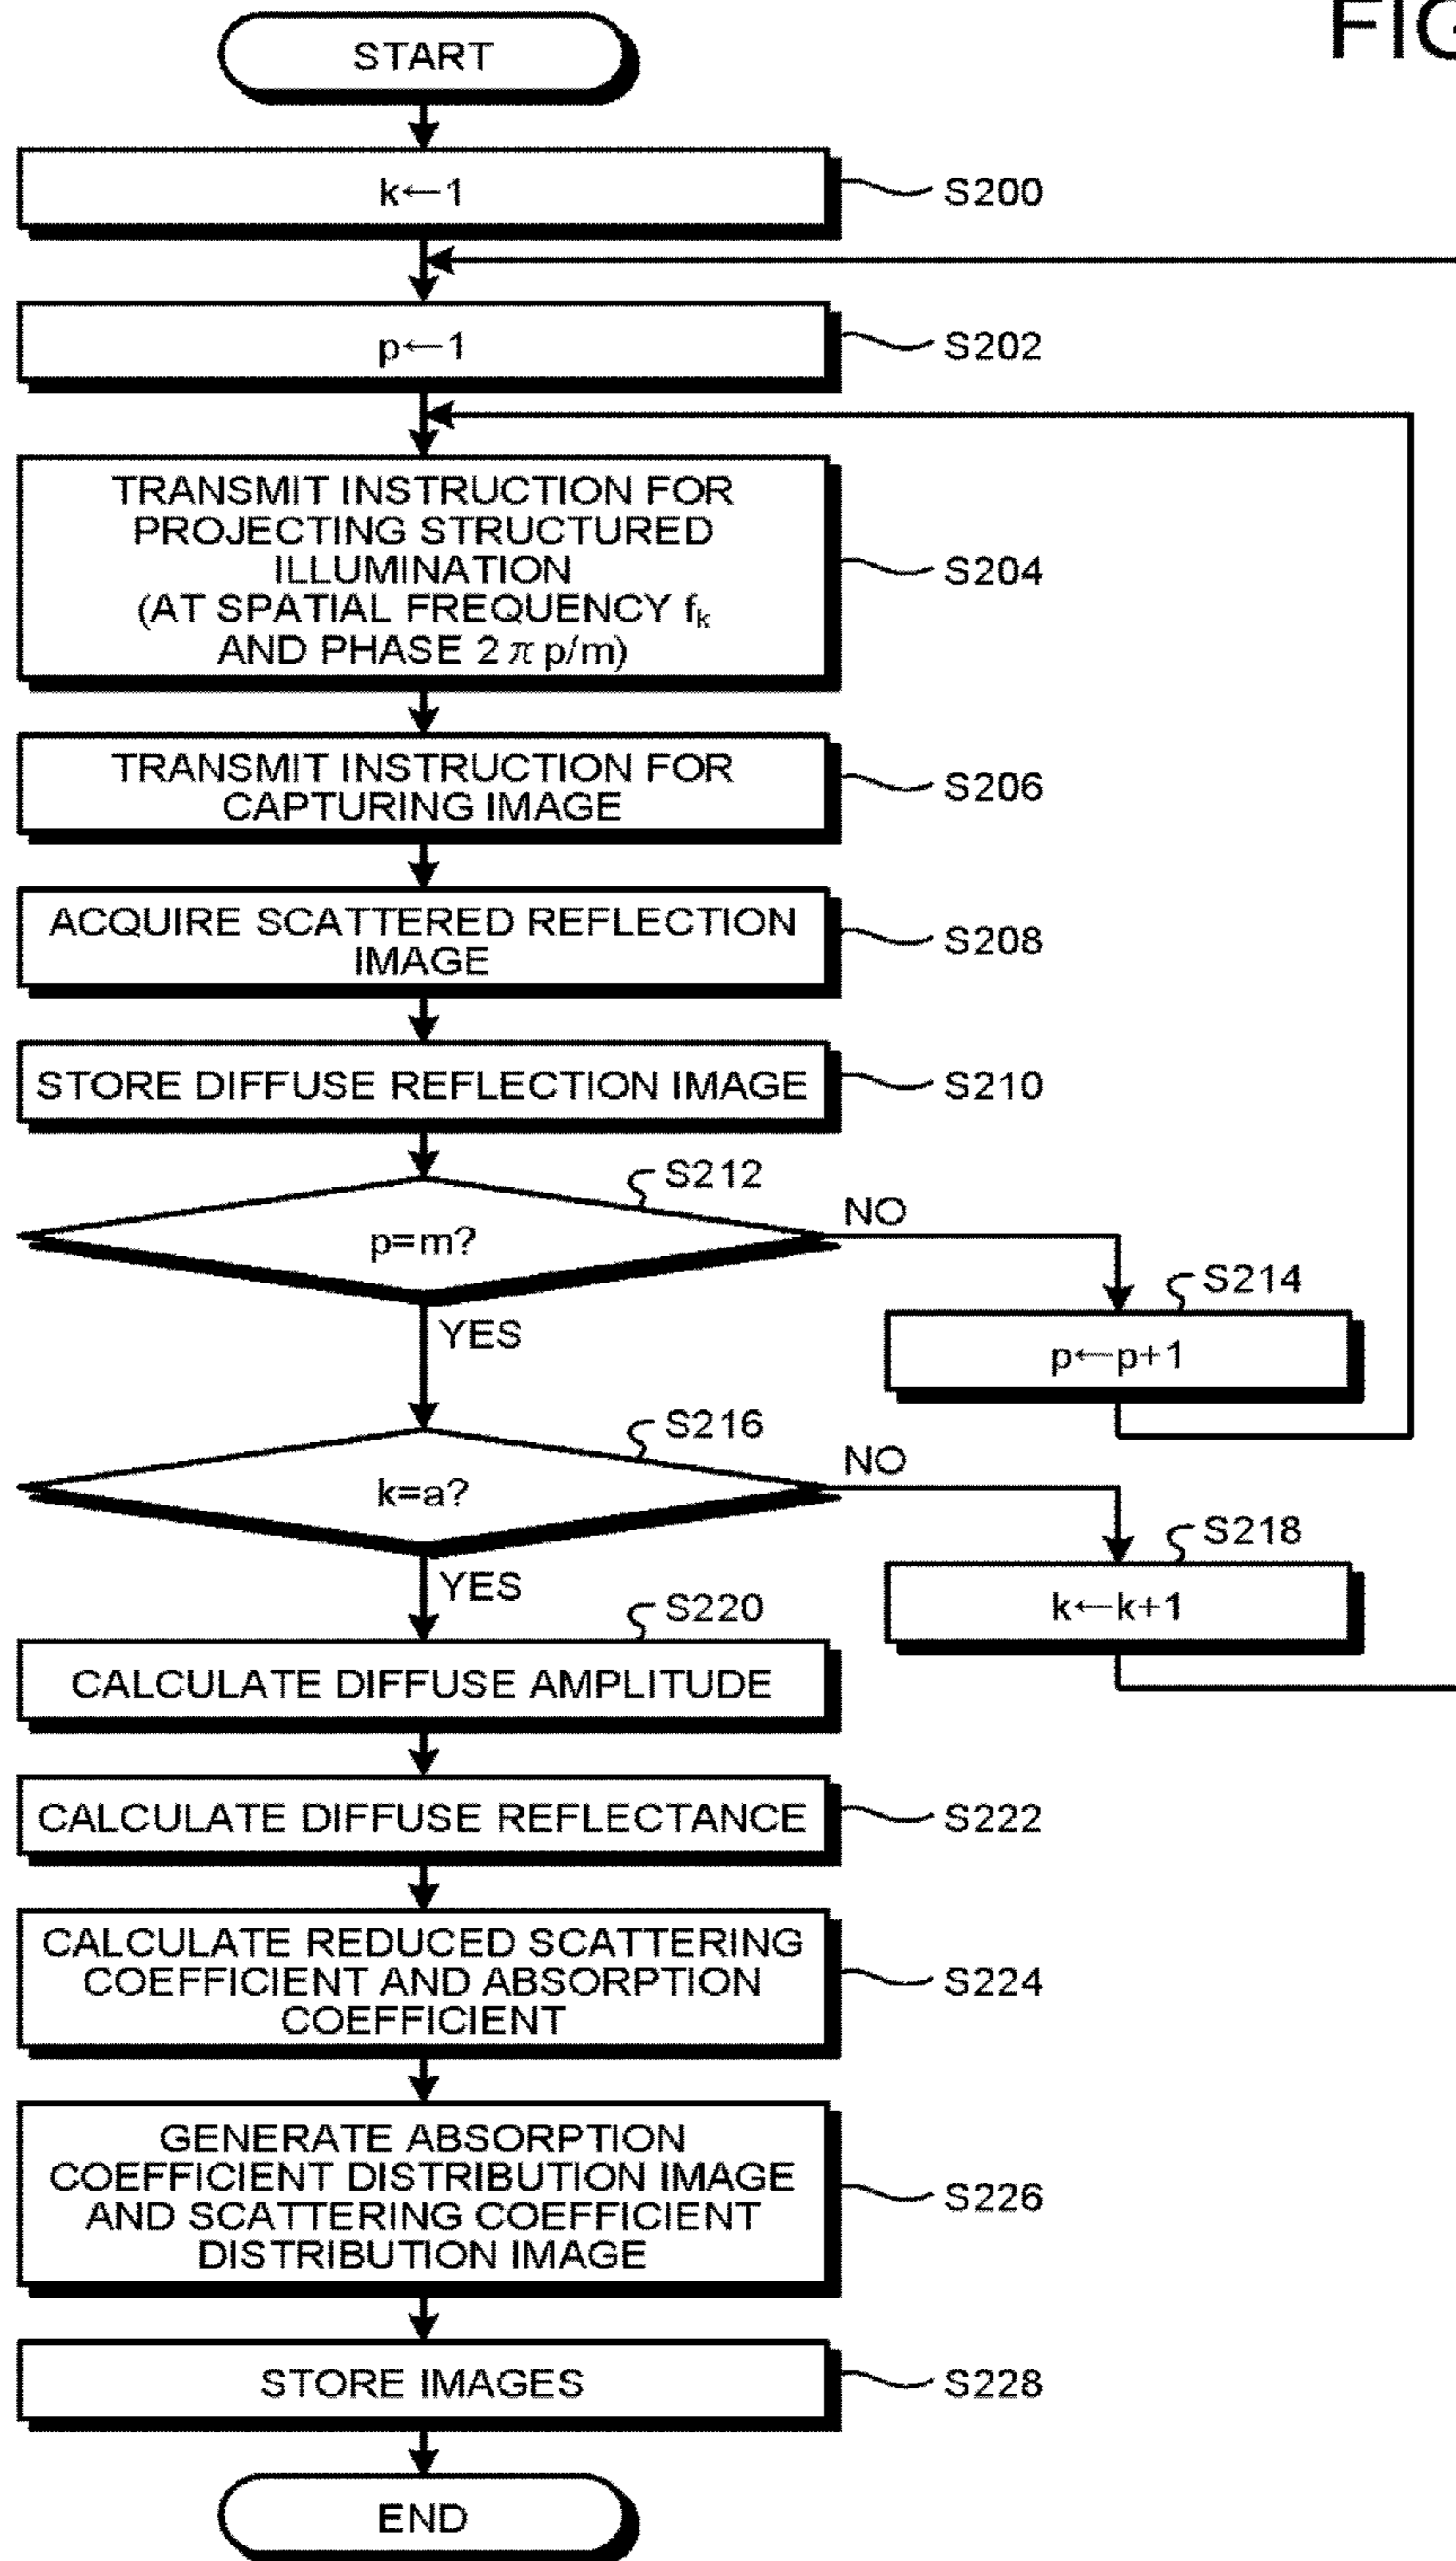 FIG
START
k←1
S200
p←1
S202
TRANSMIT INSTRUCTION FOR
PROJECTING STRUCTURED
ILLUMINATION
(AT SPATIAL FREQUENCY fk
AND PHASE 2πp/m)
S204
TRANSMIT INSTRUCTION FOR
CAPTURING IMAGE
S206
ACQUIRE SCATTERED REFLECTION
IMAGE
S208
STORE DIFFUSE REFLECTION IMAGE
S210
S212
p=m?
NO
YES
S214
p←p+1
S216
k=a?
NO
YES
S218
k←k+1
S220
CALCULATE DIFFUSE AMPLITUDE
CALCULATE DIFFUSE REFLECTANCE
S222
CALCULATE REDUCED SCATTERING
COEFFICIENT AND ABSORPTION
COEFFICIENT
S224
GENERATE ABSORPTION
COEFFICIENT DISTRIBUTION IMAGE
AND SCATTERING COEFFICIENT
DISTRIBUTION IMAGE
S226
STORE IMAGES
S228
END